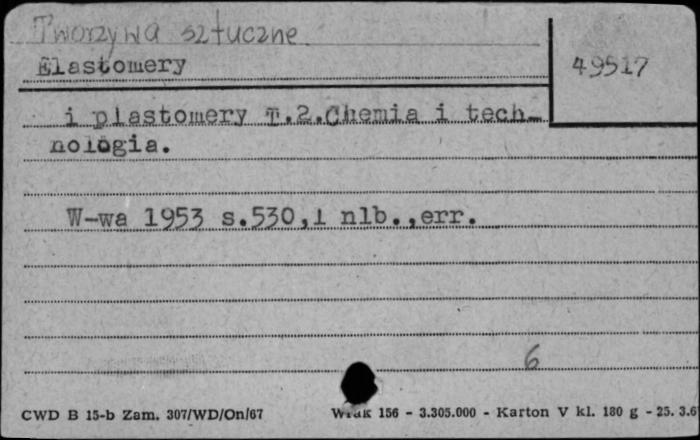 Tworzywa sztuczne
Elastomery
49517
i plastomery T.2.Chemia i tech-
nologia.
W-wa 1953 s.530,1 nlb.,err.
6
CWD B 15-b Zam. 307/WD/On/67
156 - 3.305.000 - Karton V kl. 180 g - 25. 3.6